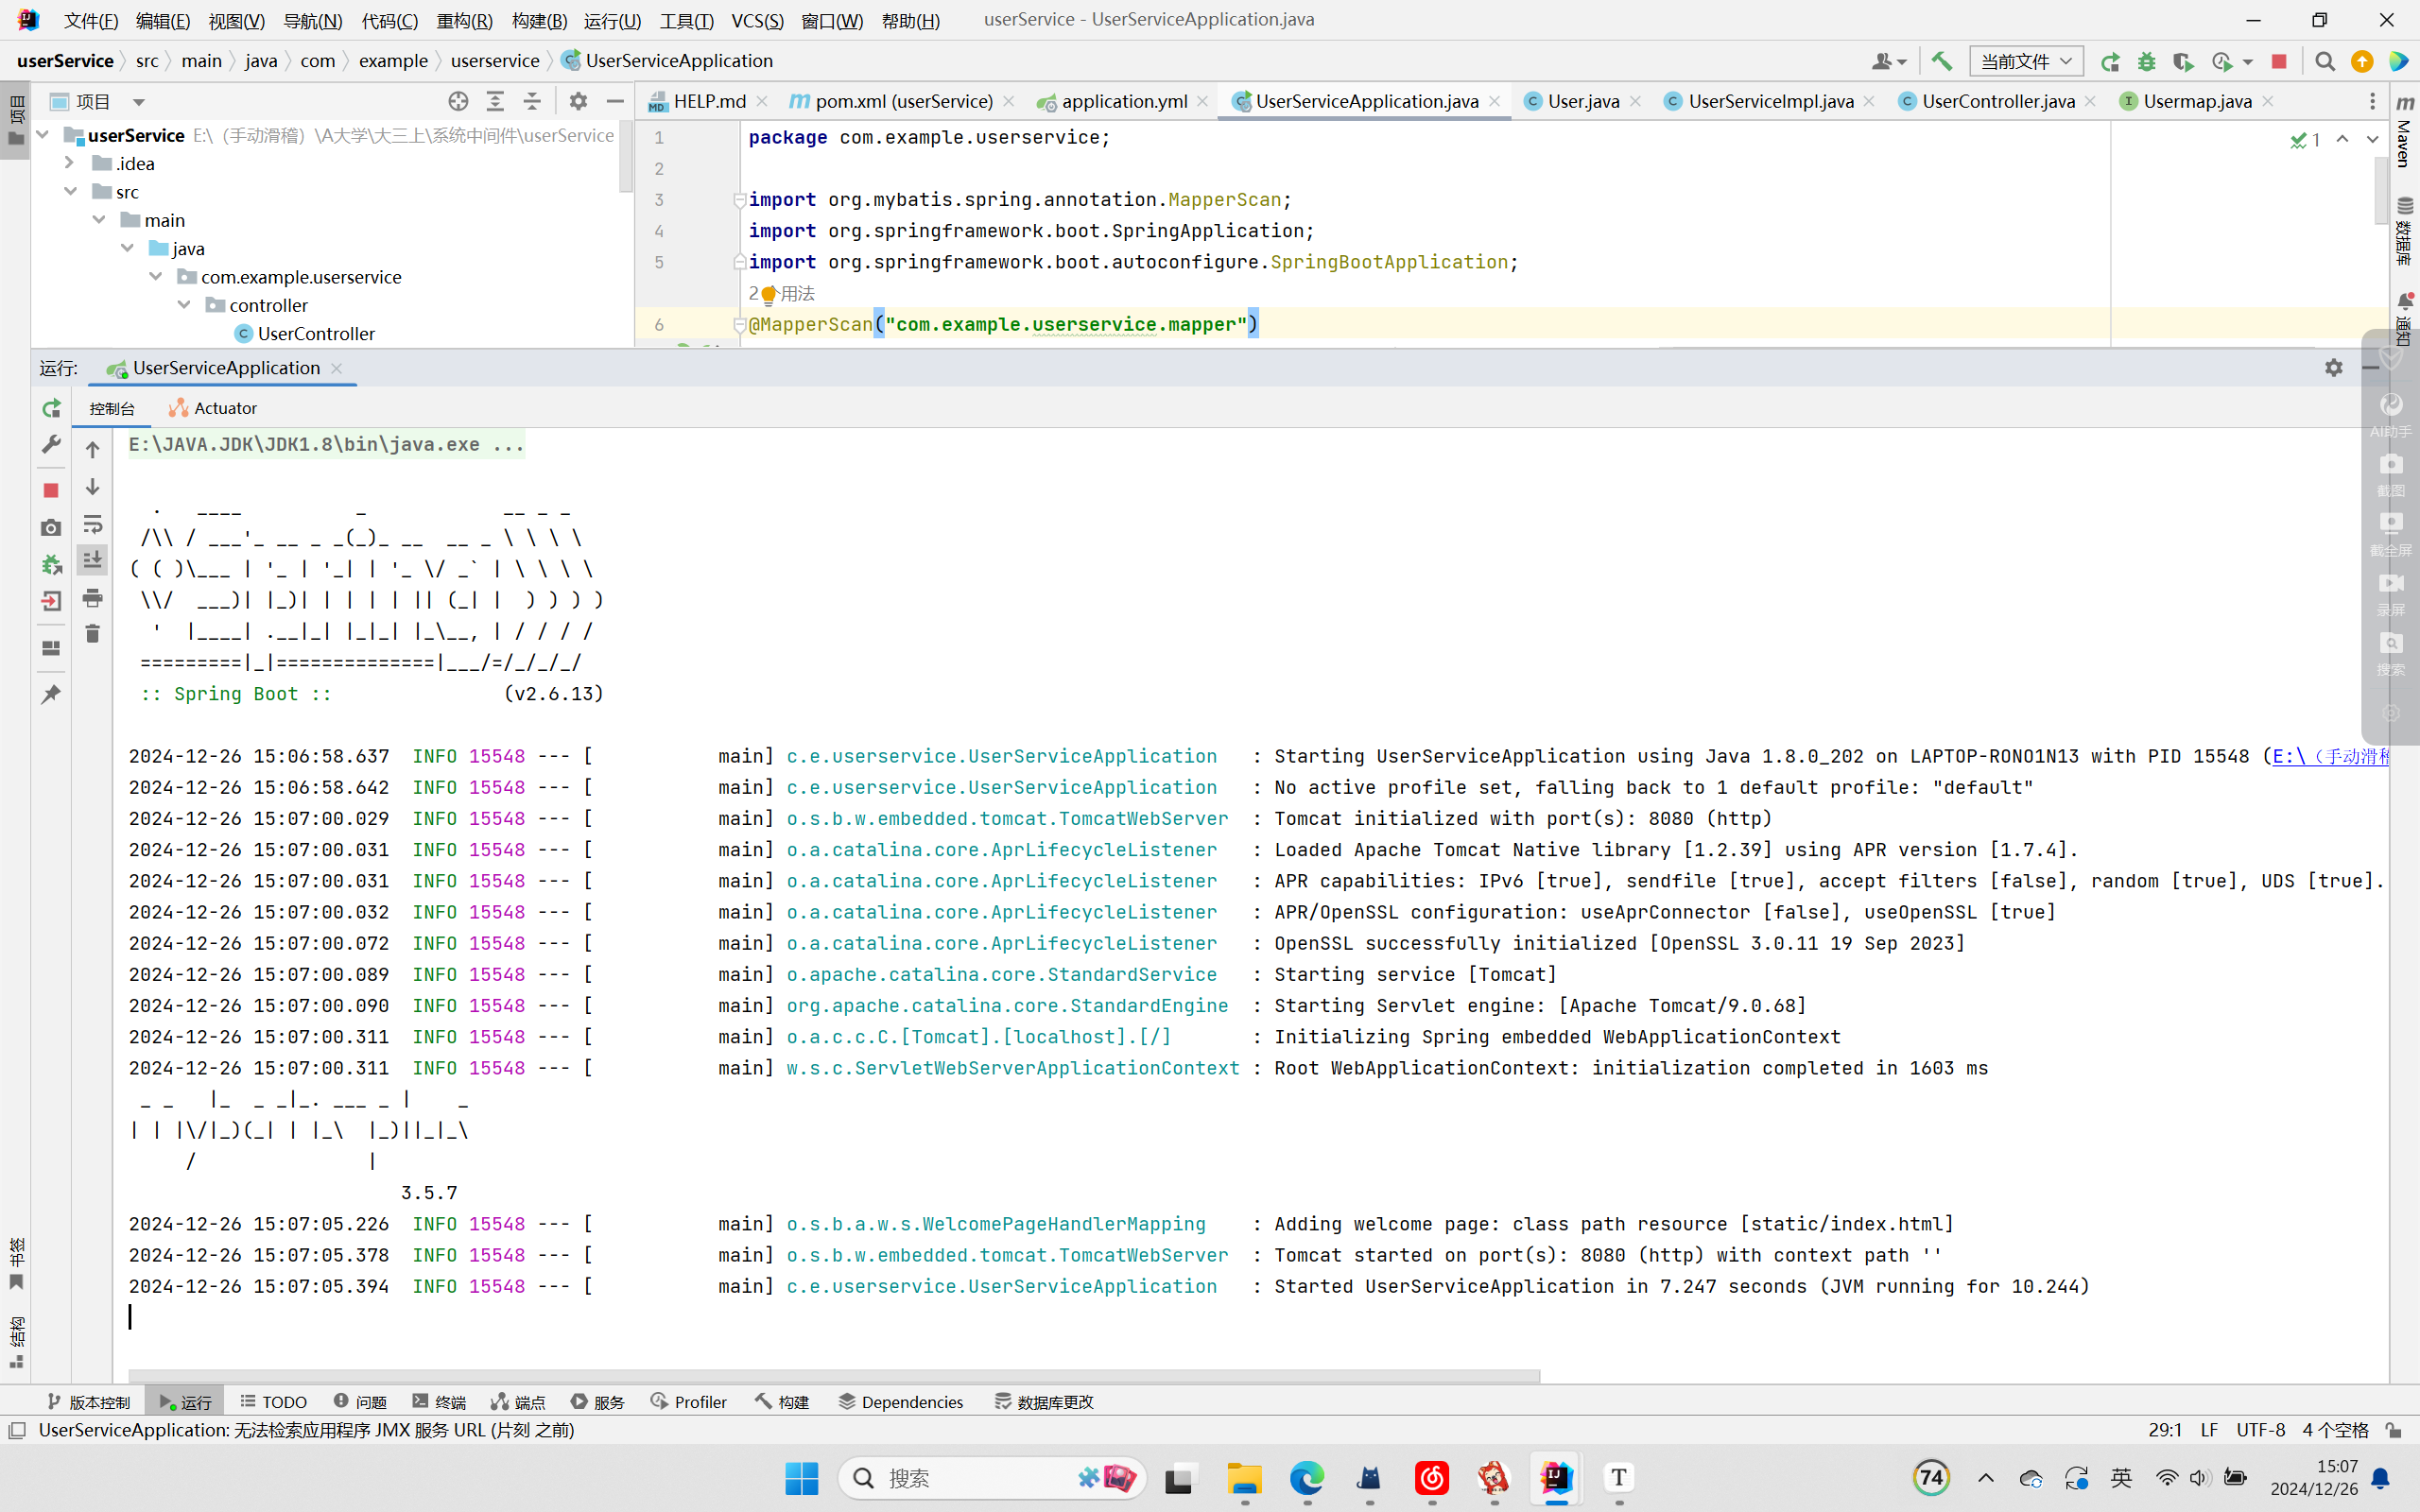 文件(F) 编辑(E) 视图(V) 导航(N) 代码(C) 重构(R) 构建(B) 运行(U) 工具(T) VCS(S) 窗口(W) 帮助(H) userService - UserServiceApplication.java
userService src main java com example userservice UserServiceApplication 当前文件
项目 HELP.md pom.xml (userService) application.yml UserServiceApplication.java User.java UserServiceImpl.java UserController.java Usermap.java
项目
Maven
数据库
通知
userService E:\（手动滑稽）\A大学\大三上\系统中间件\userService
.idea
src
main
java
com.example.userservice
controller
UserController
1 package com.example.userservice;
2
3 import org.mybatis.spring.annotation.MapperScan;
4 import org.springframework.boot.SpringApplication;
5 import org.springframework.boot.autoconfigure.SpringBootApplication;
2个用法
6 @MapperScan("com.example.userservice.mapper")
1
运行: UserServiceApplication
控制台 Actuator
AI助手
截图
截全屏
录屏
搜索
E:\JAVA.JDK\JDK1.8\bin\java.exe ...
  .   ____          _            __ _ _
 /\\ / ___'_ __ _ _(_)_ __  __ _ \ \ \ \
( ( )\___ | '_ | '_| | '_ \/ _` | \ \ \ \
 \\/  ___)| |_)| | | | | || (_| |  ) ) ) )
  '  |____| .__|_| |_|_| |_\__, | / / / /
 =========|_|==============|___/=/_/_/_/
 :: Spring Boot ::                (v2.6.13)
2024-12-26 15:06:58.637  INFO 15548 --- [           main] c.e.userservice.UserServiceApplication   : Starting UserServiceApplication using Java 1.8.0_202 on LAPTOP-RONO1N13 with PID 15548 (E:\（手动滑稽
2024-12-26 15:06:58.642  INFO 15548 --- [           main] c.e.userservice.UserServiceApplication   : No active profile set, falling back to 1 default profile: "default"
2024-12-26 15:07:00.029  INFO 15548 --- [           main] o.s.b.w.embedded.tomcat.TomcatWebServer  : Tomcat initialized with port(s): 8080 (http)
2024-12-26 15:07:00.031  INFO 15548 --- [           main] o.a.catalina.core.AprLifecycleListener   : Loaded Apache Tomcat Native library [1.2.39] using APR version [1.7.4].
2024-12-26 15:07:00.031  INFO 15548 --- [           main] o.a.catalina.core.AprLifecycleListener   : APR capabilities: IPv6 [true], sendfile [true], accept filters [false], random [true], UDS [true].
2024-12-26 15:07:00.032  INFO 15548 --- [           main] o.a.catalina.core.AprLifecycleListener   : APR/OpenSSL configuration: useAprConnector [false], useOpenSSL [true]
2024-12-26 15:07:00.072  INFO 15548 --- [           main] o.a.catalina.core.AprLifecycleListener   : OpenSSL successfully initialized [OpenSSL 3.0.11 19 Sep 2023]
2024-12-26 15:07:00.089  INFO 15548 --- [           main] o.apache.catalina.core.StandardService   : Starting service [Tomcat]
2024-12-26 15:07:00.090  INFO 15548 --- [           main] org.apache.catalina.core.StandardEngine  : Starting Servlet engine: [Apache Tomcat/9.0.68]
2024-12-26 15:07:00.311  INFO 15548 --- [           main] o.a.c.c.C.[Tomcat].[localhost].[/]       : Initializing Spring embedded WebApplicationContext
2024-12-26 15:07:00.311  INFO 15548 --- [           main] w.s.c.ServletWebServerApplicationContext : Root WebApplicationContext: initialization completed in 1603 ms
 _ _   |_  _ _|_. ___ _ |    _
| | |\/|_)(_| | |_\  |_)||_|_\
     /               |
                        3.5.7
2024-12-26 15:07:05.226  INFO 15548 --- [           main] o.s.b.a.w.s.WelcomePageHandlerMapping    : Adding welcome page: class path resource [static/index.html]
2024-12-26 15:07:05.378  INFO 15548 --- [           main] o.s.b.w.embedded.tomcat.TomcatWebServer  : Tomcat started on port(s): 8080 (http) with context path ''
2024-12-26 15:07:05.394  INFO 15548 --- [           main] c.e.userservice.UserServiceApplication   : Started UserServiceApplication in 7.247 seconds (JVM running for 10.244)
书签
结构
版本控制 运行 TODO 问题 终端 端点 服务 Profiler 构建 Dependencies 数据库更改
UserServiceApplication: 无法检索应用程序 JMX 服务 URL (片刻 之前) 29:1 LF UTF-8 4 个空格
搜索 74 英 15:07
2024/12/26